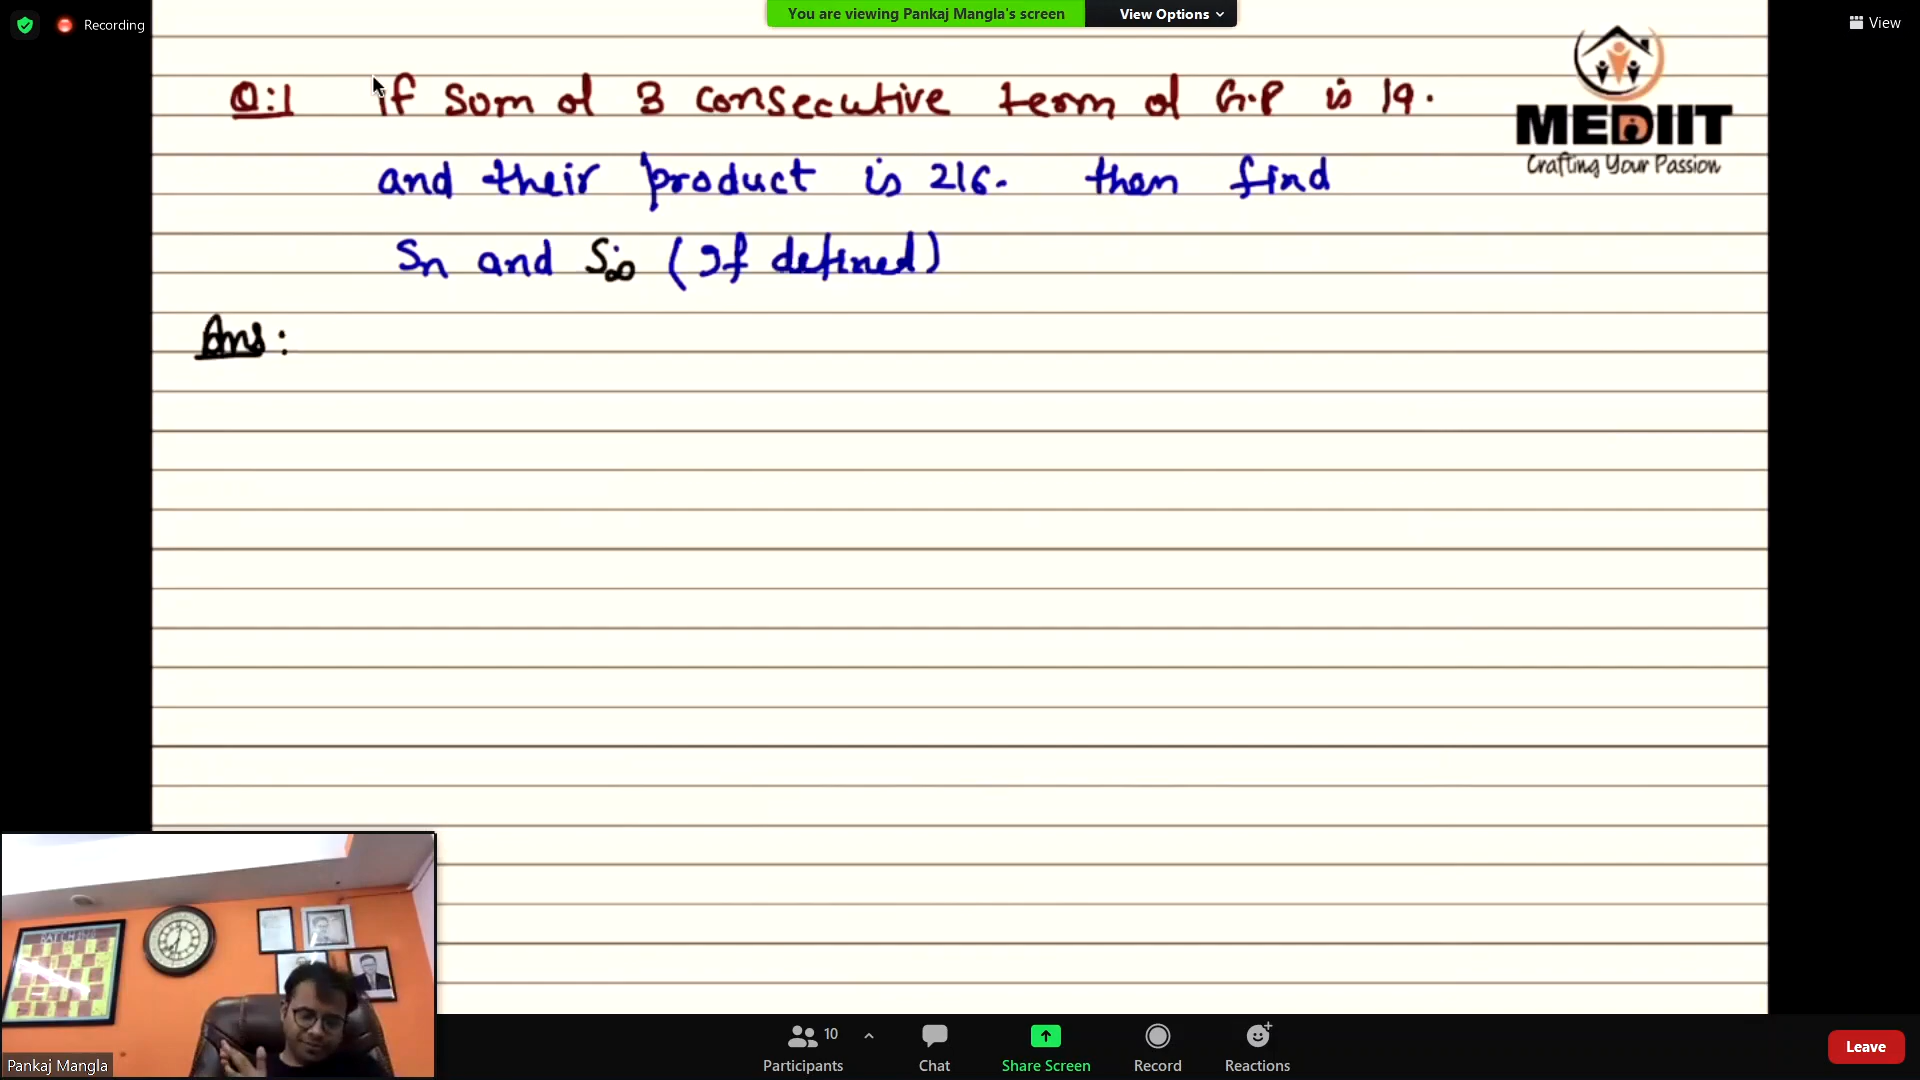 Recording
You are viewing Pankaj Mangla's screen
View Options
View
Q:1 If Sum of 3 consecutive term of G.P is 19.
and their product is 216. then find
Sn and S∞ (If defined)
Ans:
MEDIIT
Crafting Your Passion
Pankaj Mangla
Participants 10
Chat
Share Screen
Record
Reactions
Leave